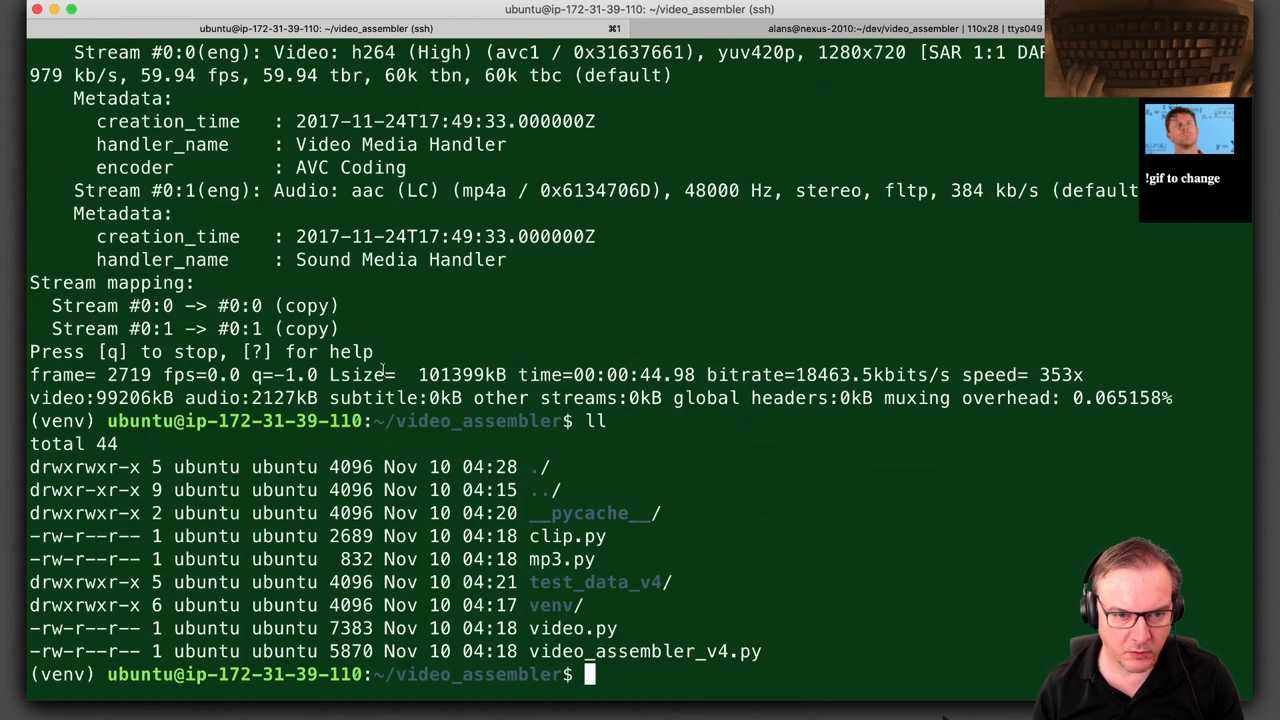 ubuntu@ip-172-31-39-110: ~/video_assembler (ssh)
ubuntu@ip-172-31-39-110: ~/video_assembler (ssh) ⌘1 alans@nexus-2010:~/dev/video_assembler | 110x28 | ttys049
Stream #0:0(eng): Video: h264 (High) (avc1 / 0x31637661), yuv420p, 1280x720 [SAR 1:1 DAR
979 kb/s, 59.94 fps, 59.94 tbr, 60k tbn, 60k tbc (default)
Metadata:
creation_time : 2017-11-24T17:49:33.000000Z
handler_name : Video Media Handler
encoder : AVC Coding
Stream #0:1(eng): Audio: aac (LC) (mp4a / 0x6134706D), 48000 Hz, stereo, fltp, 384 kb/s (default
!gif to change
Metadata:
creation_time : 2017-11-24T17:49:33.000000Z
handler_name : Sound Media Handler
Stream mapping:
Stream #0:0 -> #0:0 (copy)
Stream #0:1 -> #0:1 (copy)
Press [q] to stop, [?] for help
frame= 2719 fps=0.0 q=-1.0 Lsize= 101399kB time=00:00:44.98 bitrate=18463.5kbits/s speed= 353x
video:99206kB audio:2127kB subtitle:0kB other streams:0kB global headers:0kB muxing overhead: 0.065158%
(venv) ubuntu@ip-172-31-39-110:~/video_assembler$ ll
total 44
drwxrwxr-x 5 ubuntu ubuntu 4096 Nov 10 04:28 ./
drwxr-xr-x 9 ubuntu ubuntu 4096 Nov 10 04:15 ../
drwxrwxr-x 2 ubuntu ubuntu 4096 Nov 10 04:20 __pycache__/
-rw-r--r-- 1 ubuntu ubuntu 2689 Nov 10 04:18 clip.py
-rw-r--r-- 1 ubuntu ubuntu 832 Nov 10 04:18 mp3.py
drwxrwxr-x 5 ubuntu ubuntu 4096 Nov 10 04:21 test_data_v4/
drwxrwxr-x 6 ubuntu ubuntu 4096 Nov 10 04:17 venv/
-rw-r--r-- 1 ubuntu ubuntu 7383 Nov 10 04:18 video.py
-rw-r--r-- 1 ubuntu ubuntu 5870 Nov 10 04:18 video_assembler_v4.py
(venv) ubuntu@ip-172-31-39-110:~/video_assembler$